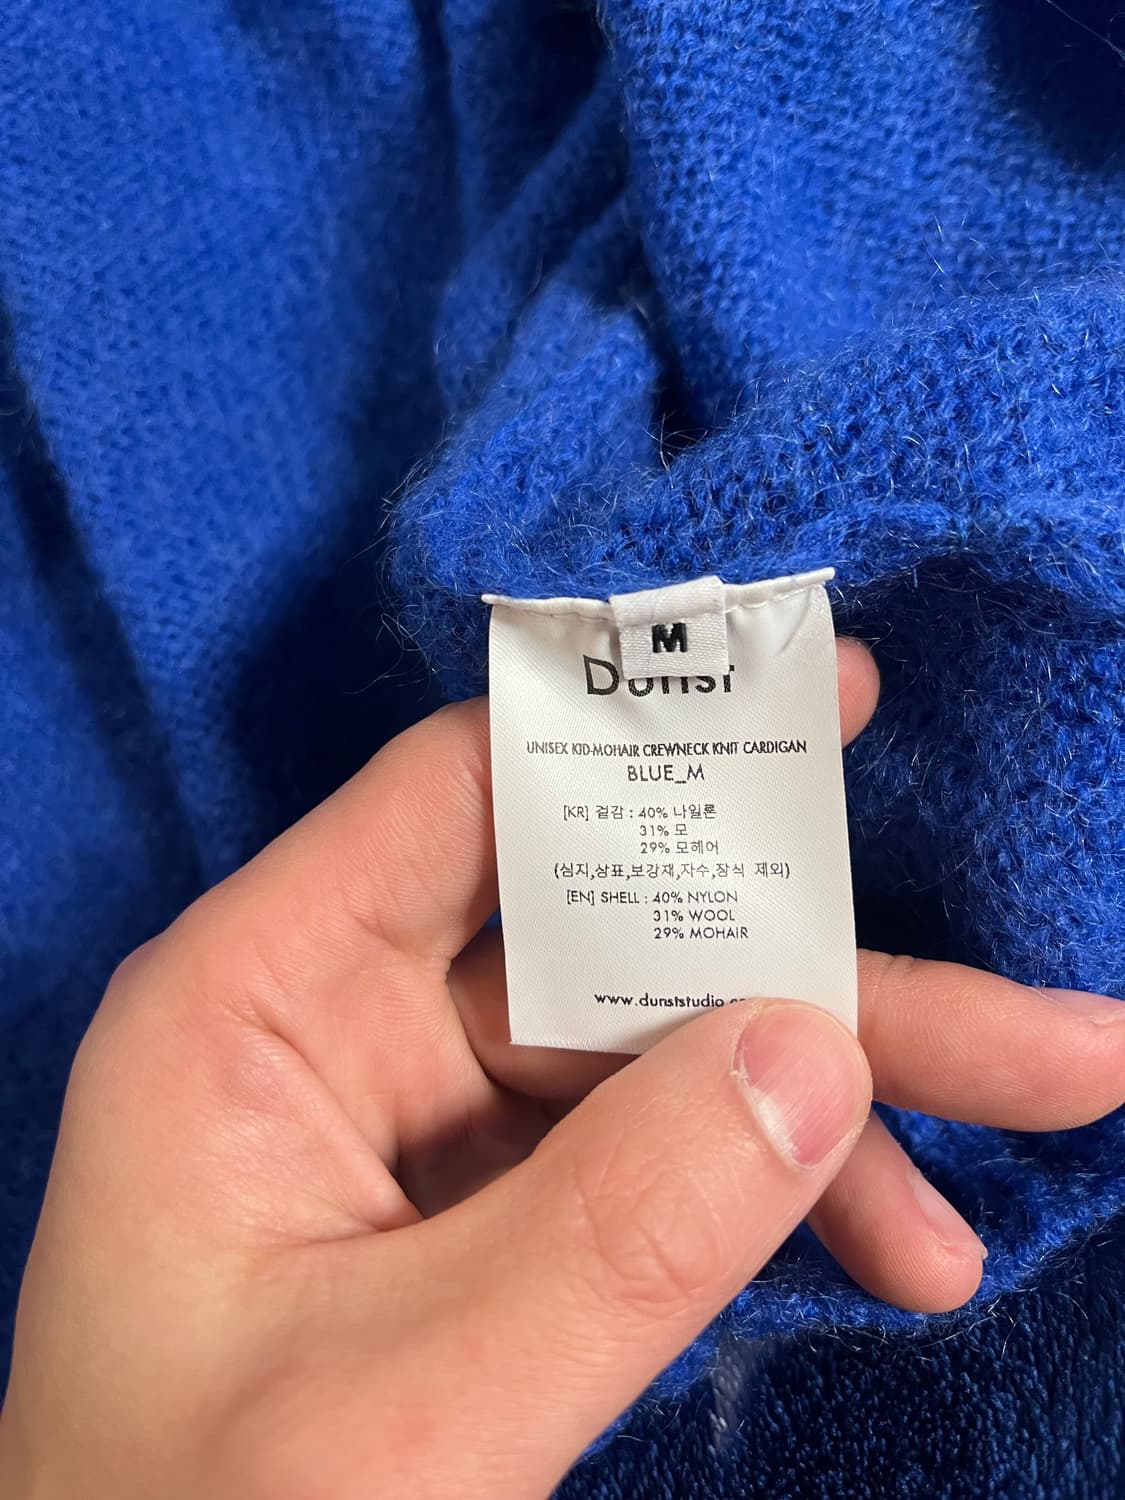 M
Dunst
UNISEX KID-MOHAIR CREWNECK KNIT CARDIGAN
BLUE_M
[KR] 겉감 : 40% 나일론
31% 모
29% 모헤어
(심지,상표,보강재,자수,장식 제외)
[EN] SHELL : 40% NYLON
31% WOOL
29% MOHAIR
www.dunststudio